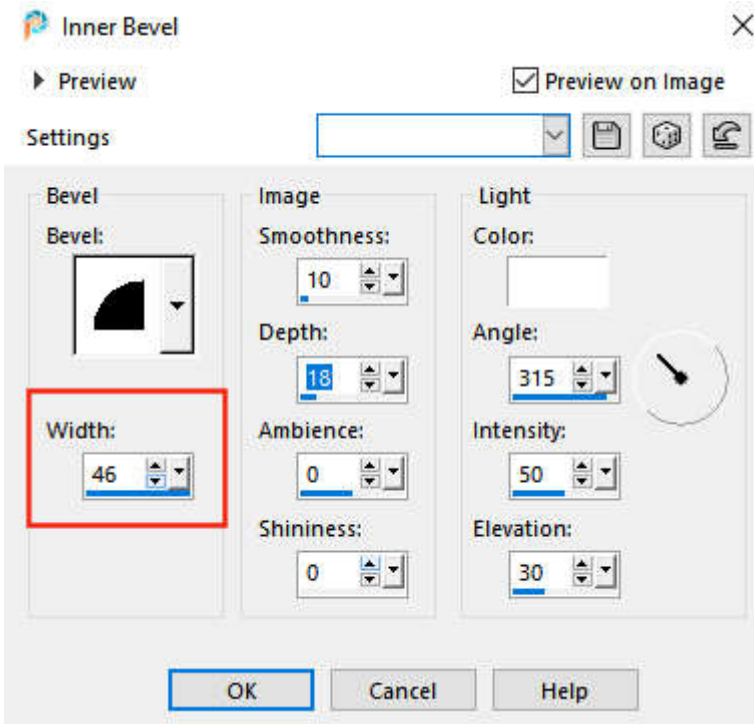 Inner Bevel
Preview
Preview on Image
Settings
Bevel
Image
Light
Bevel:
Smoothness:
Color:
10
Depth:
Angle:
18
315
Width:
Ambience:
Intensity:
46
0
50
Shininess:
Elevation:
0
30
OK
Cancel
Help